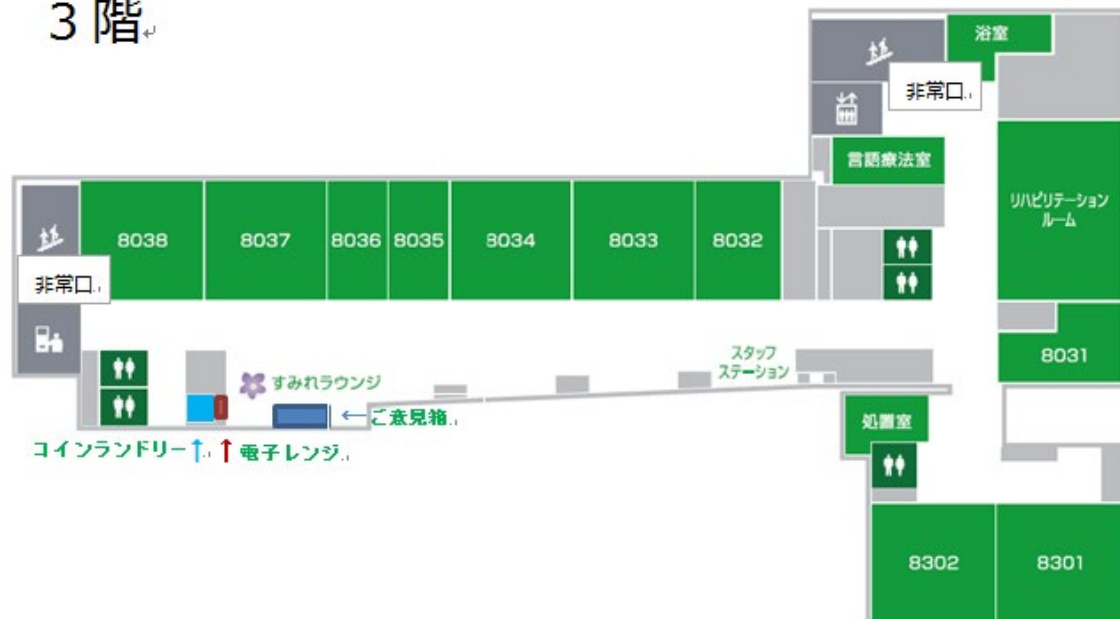 3 階
浴室
非常口
言語療法室
リハビリテーション
ルーム
8038
8037
8036
8035
8034
8033
8032
非常口
8031
スタッフ
ステーション
すみれラウンジ
ご意見箱
処置室
コインランドリー
電子レンジ
8302
8301